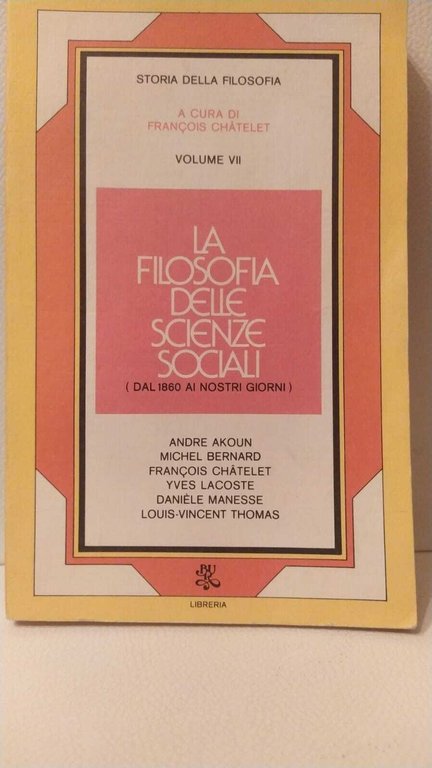 STORIA DELLA FILOSOFIA
A CURA DI
FRANÇOIS CHÂTELET
VOLUME VII
LA
FILOSOFIA
DELLE
SCIENZE
SOCIALI
( DAL 1860 AI NOSTRI GIORNI )
ANDRE AKOUN
MICHEL BERNARD
FRANÇOIS CHÂTELET
YVES LACOSTE
DANIÈLE MANESSE
LOUIS-VINCENT THOMAS
BUR
LIBRERIA